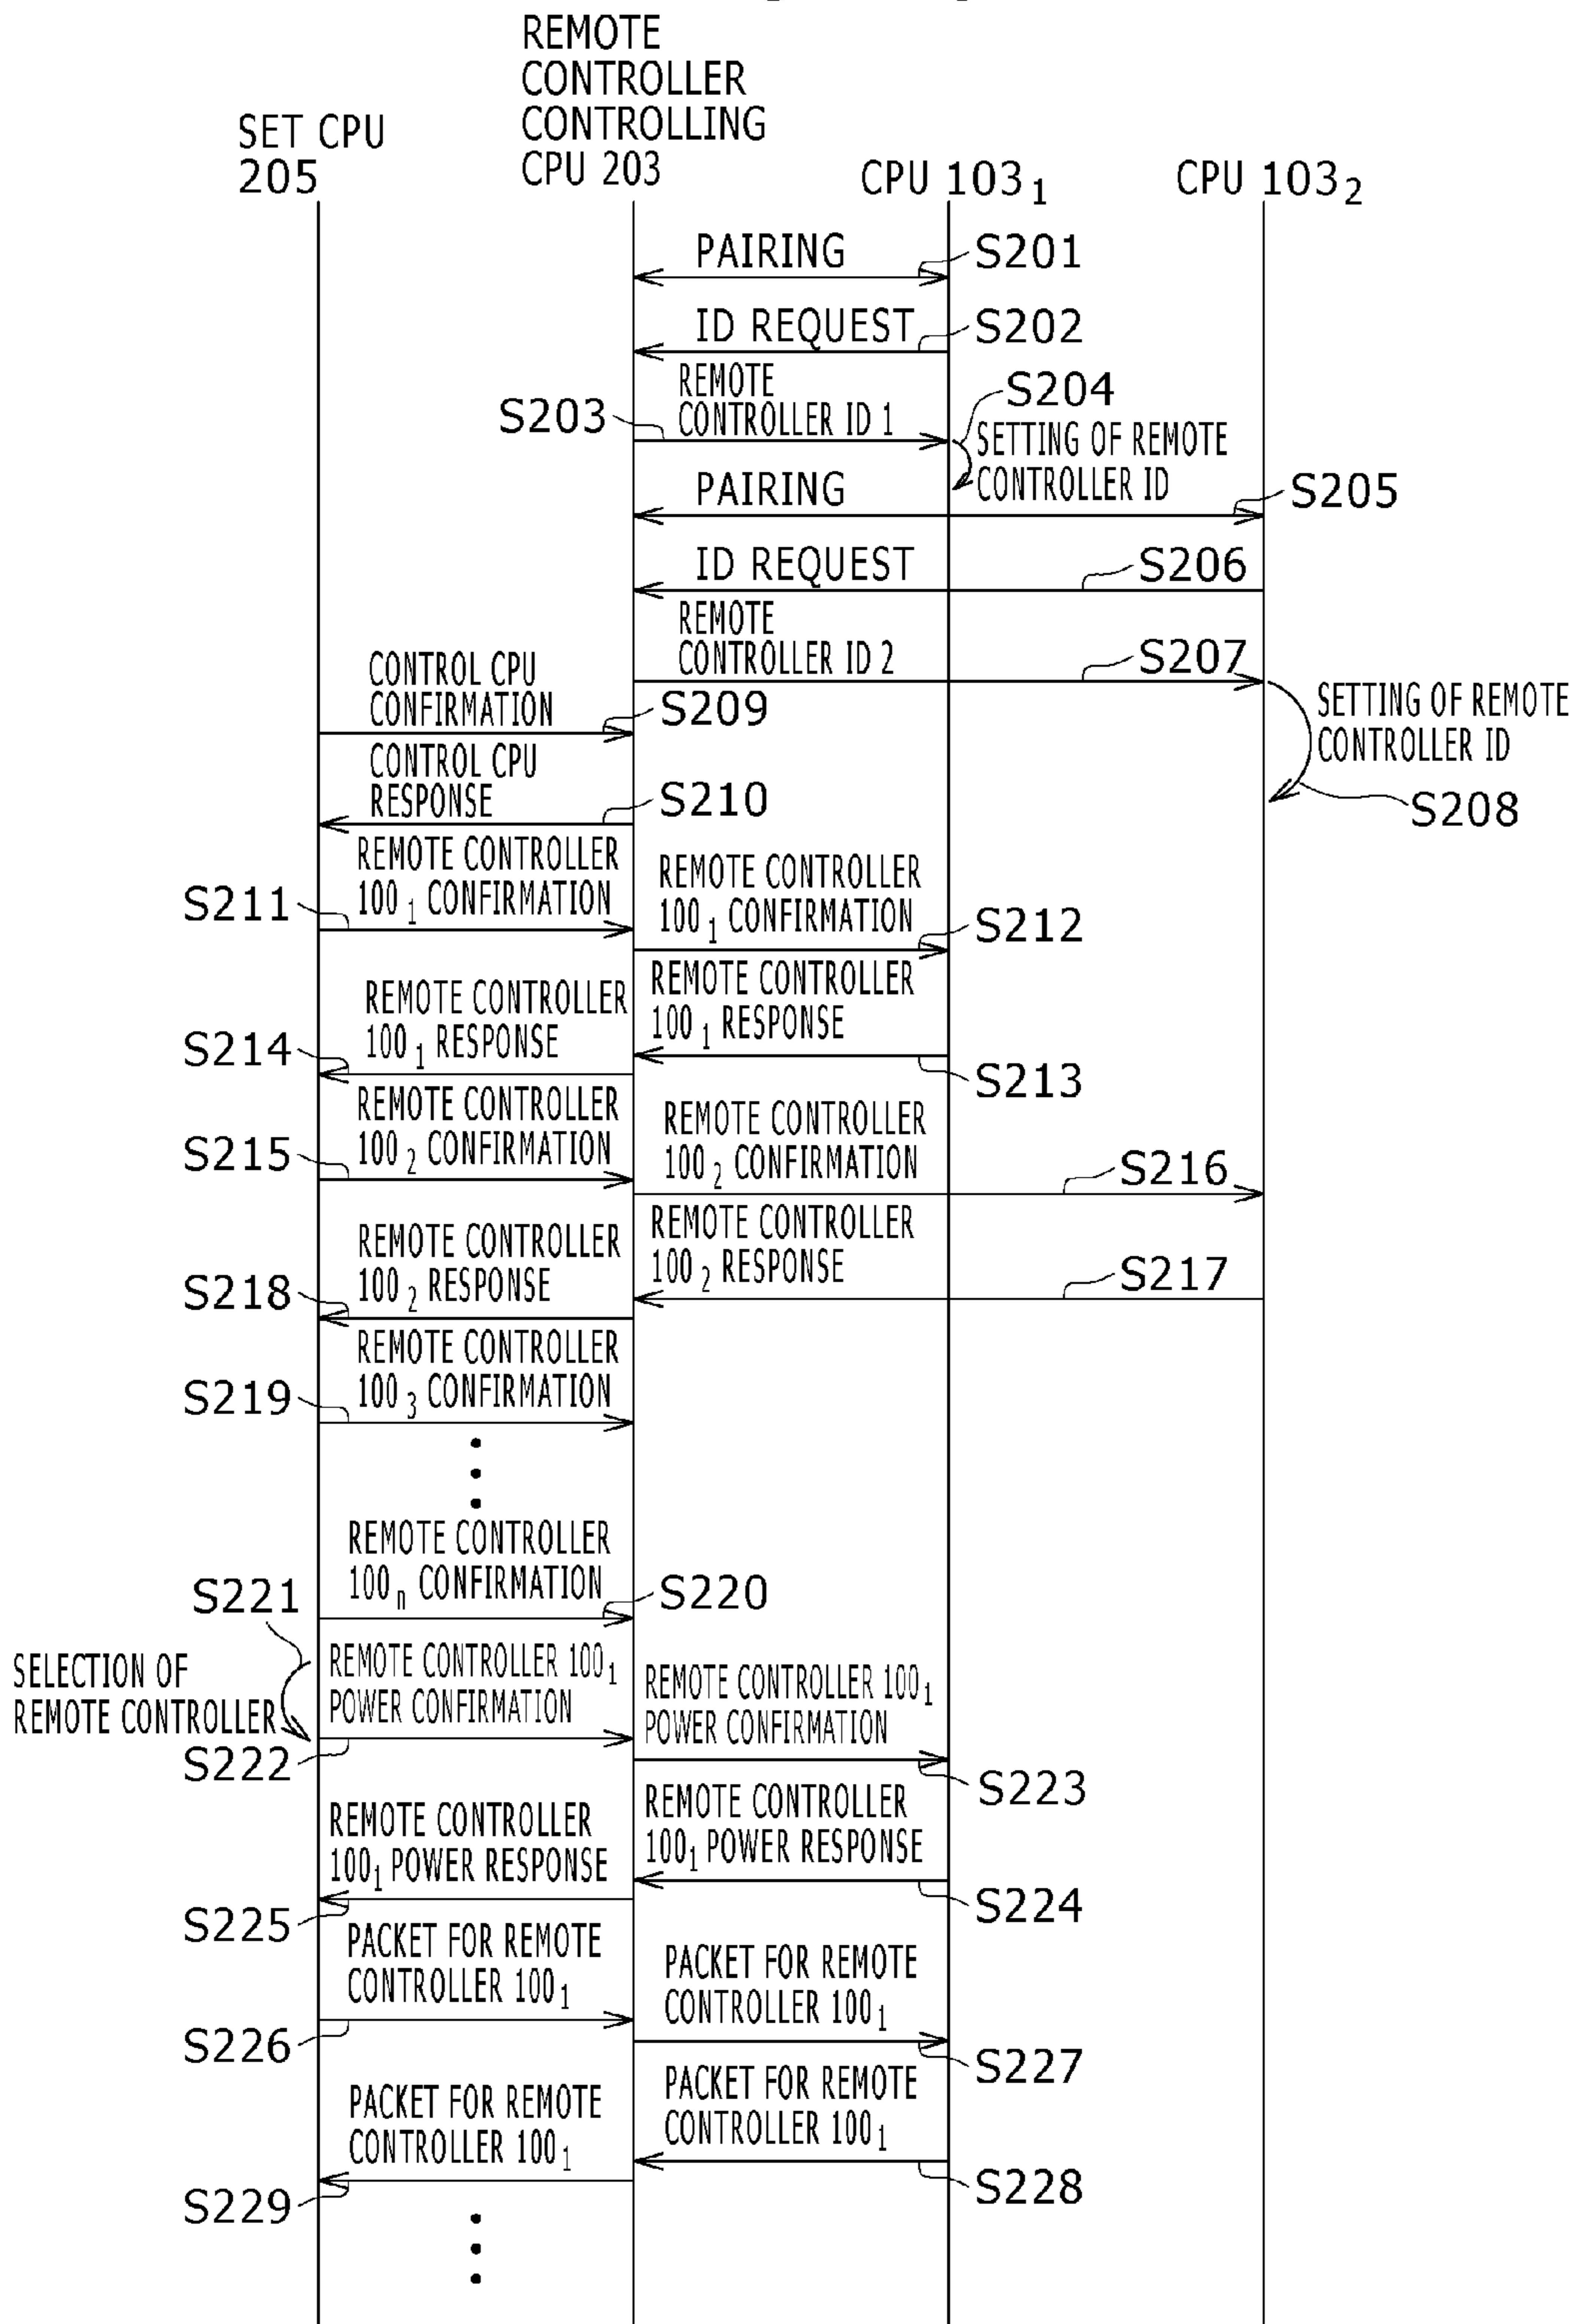 REMOTE
CONTROLLER
CONTROLLING
CPU 203
SET CPU
205
CPU 103₁
CPU 103₂
PAIRING
S201
ID REQUEST
S202
REMOTE
CONTROLLER ID 1
S203
S204
SETTING OF REMOTE
CONTROLLER ID
PAIRING
S205
ID REQUEST
S206
REMOTE
CONTROLLER ID 2
S207
SETTING OF REMOTE
CONTROLLER ID
S208
CONTROL CPU
CONFIRMATION
S209
CONTROL CPU
RESPONSE
S210
REMOTE CONTROLLER
100₁ CONFIRMATION
S211
REMOTE CONTROLLER
100₁ CONFIRMATION
S212
REMOTE CONTROLLER
100₁ RESPONSE
S213
REMOTE CONTROLLER
100₁ RESPONSE
S214
REMOTE CONTROLLER
100₂ CONFIRMATION
S215
REMOTE CONTROLLER
100₂ CONFIRMATION
S216
REMOTE CONTROLLER
100₂ RESPONSE
S217
REMOTE CONTROLLER
100₂ RESPONSE
S218
REMOTE CONTROLLER
100₃ CONFIRMATION
S219
REMOTE CONTROLLER
100ₙ CONFIRMATION
S220
S221
SELECTION OF
REMOTE CONTROLLER
REMOTE CONTROLLER 100₁
POWER CONFIRMATION
S222
REMOTE CONTROLLER 100₁
POWER CONFIRMATION
S223
REMOTE CONTROLLER
100₁ POWER RESPONSE
S224
REMOTE CONTROLLER
100₁ POWER RESPONSE
S225
PACKET FOR REMOTE
CONTROLLER 100₁
S226
PACKET FOR REMOTE
CONTROLLER 100₁
S227
PACKET FOR REMOTE
CONTROLLER 100₁
S228
PACKET FOR REMOTE
CONTROLLER 100₁
S229